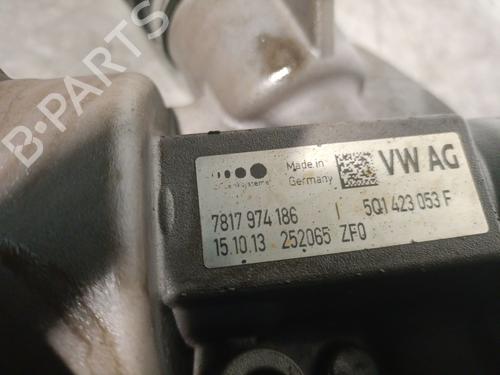 B-PARTS
Made in
Germany
VW AG
7817 974 186 | 5Q1 423 053 F
15.10.13 252065 ZF0